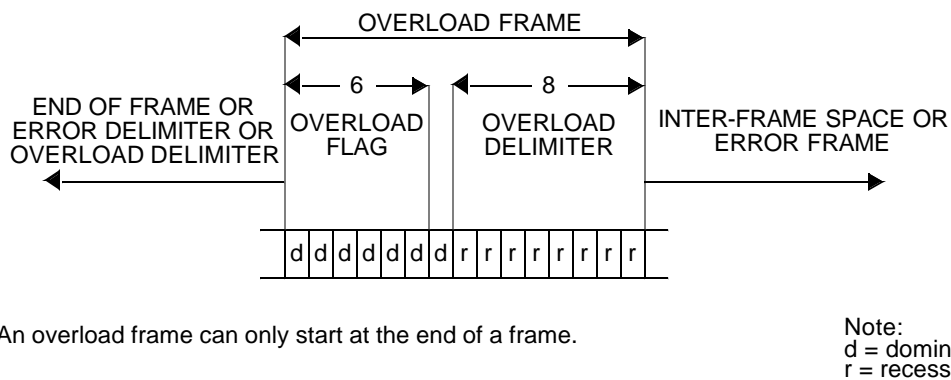 OVERLOAD FRAME
6
8
END OF FRAME OR
ERROR DELIMITER OR
OVERLOAD DELIMITER
OVERLOAD
FLAG
OVERLOAD
DELIMITER
INTER-FRAME SPACE OR
ERROR FRAME
d d d d d d d r r r r r r r r
An overload frame can only start at the end of a frame.
Note:
d = domin
r = recess